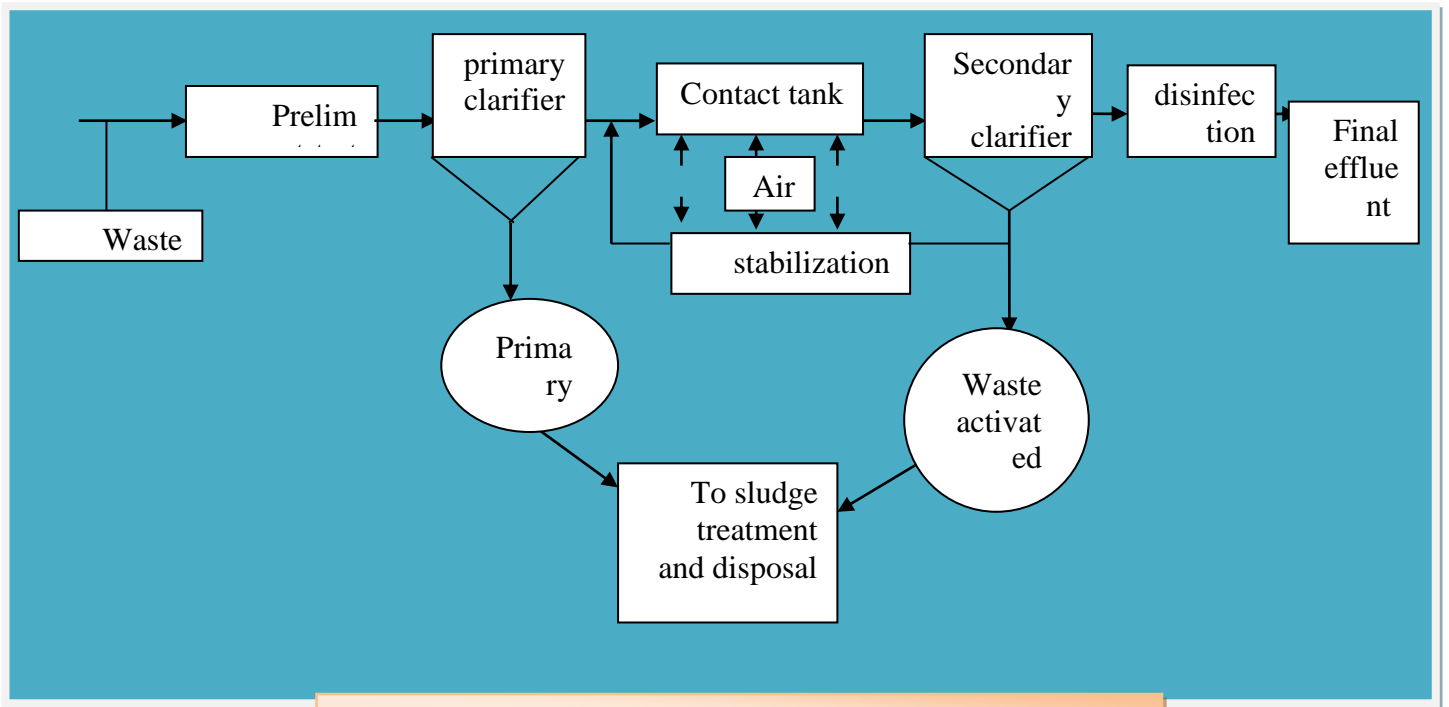 primary
clarifier
Contact tank
Secondar
y
clarifier
disinfec
tion
Final
efflue
nt
Prelim
Air
Waste
stabilization
Prima
ry
Waste
activat
ed
To sludge
treatment
and disposal